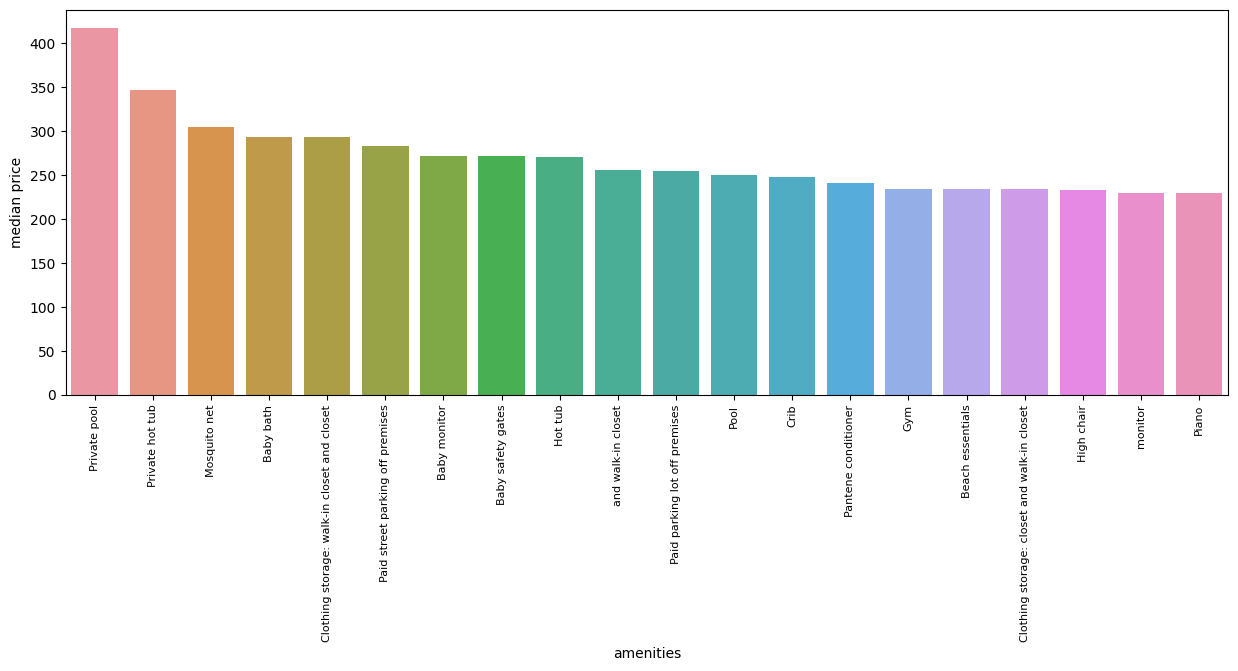 400
350
300
250
200
150
100
50
0
median price
Private pool
Private hot tub
Mosquito net
Baby bath
Clothing storage: walk-in closet and closet
Paid street parking off premises
Baby monitor
Baby safety gates
Hot tub
and walk-in closet
Paid parking lot off premises
Pool
Crib
Pantene conditioner
Gym
Beach essentials
Clothing storage: closet and walk-in closet
High chair
monitor
Piano
amenities